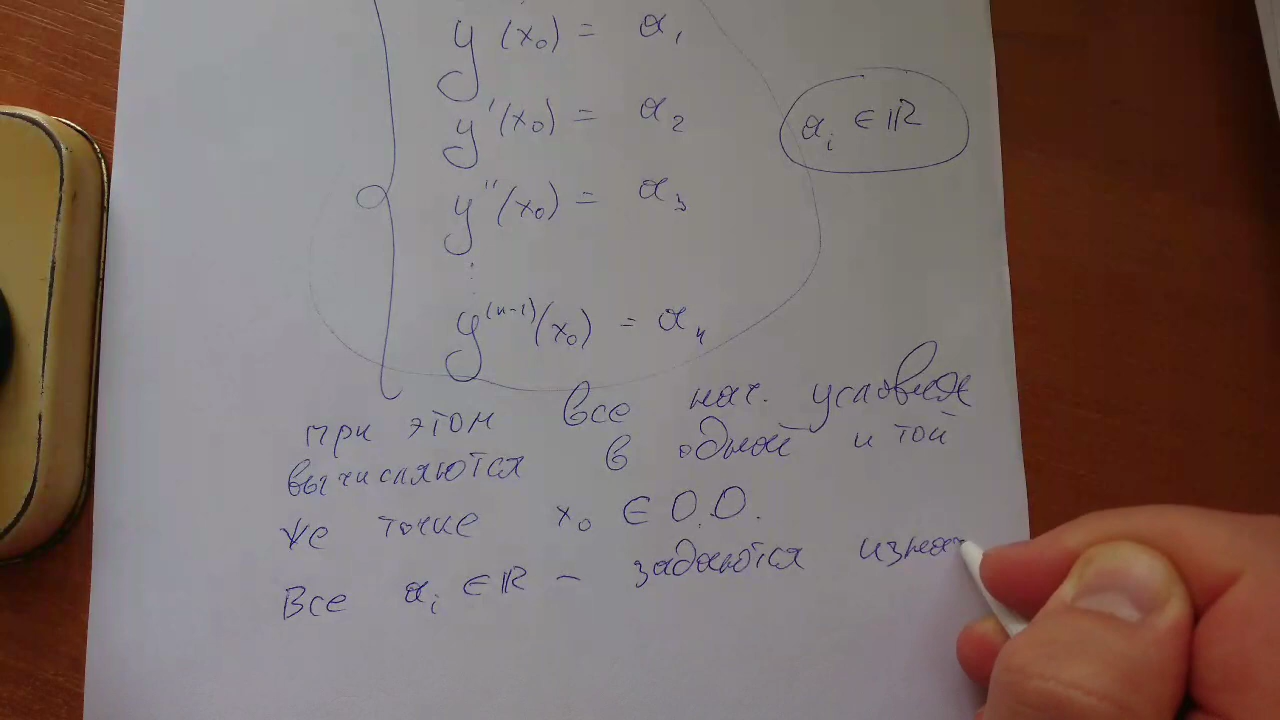 y (x₀) = α₁
y'(x₀) = α₂
αᵢ ∈ ℝ
y''(x₀) = α₃
⋮
y⁽ⁿ⁻¹⁾(x₀) = αₙ
при этом все нач. условия
вычисляются в одной и той
же точке x₀ ∈ О.О.
Все αᵢ ∈ ℝ – задаются изнач